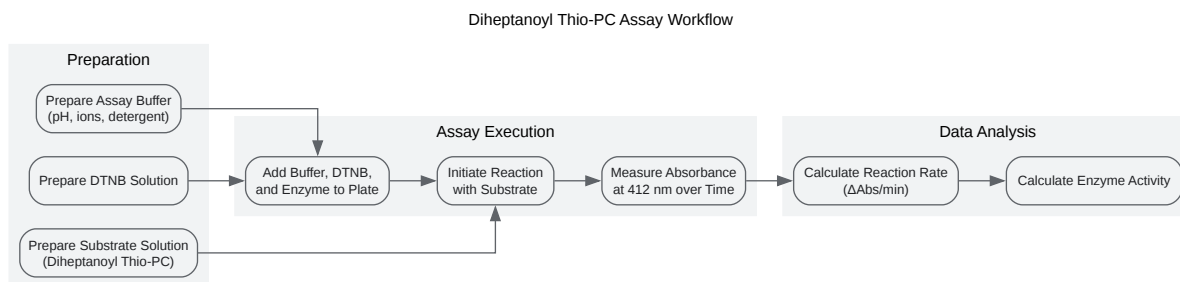 Diheptanoyl Thio-PC Assay Workflow
Preparation
Prepare Assay Buffer
(pH, ions, detergent)
Prepare DTNB Solution
Prepare Substrate Solution
(Diheptanoyl Thio-PC)
Assay Execution
Add Buffer, DTNB,
and Enzyme to Plate
Initiate Reaction
with Substrate
Measure Absorbance
at 412 nm over Time
Data Analysis
Calculate Reaction Rate
(ΔAbs/min)
Calculate Enzyme Activity